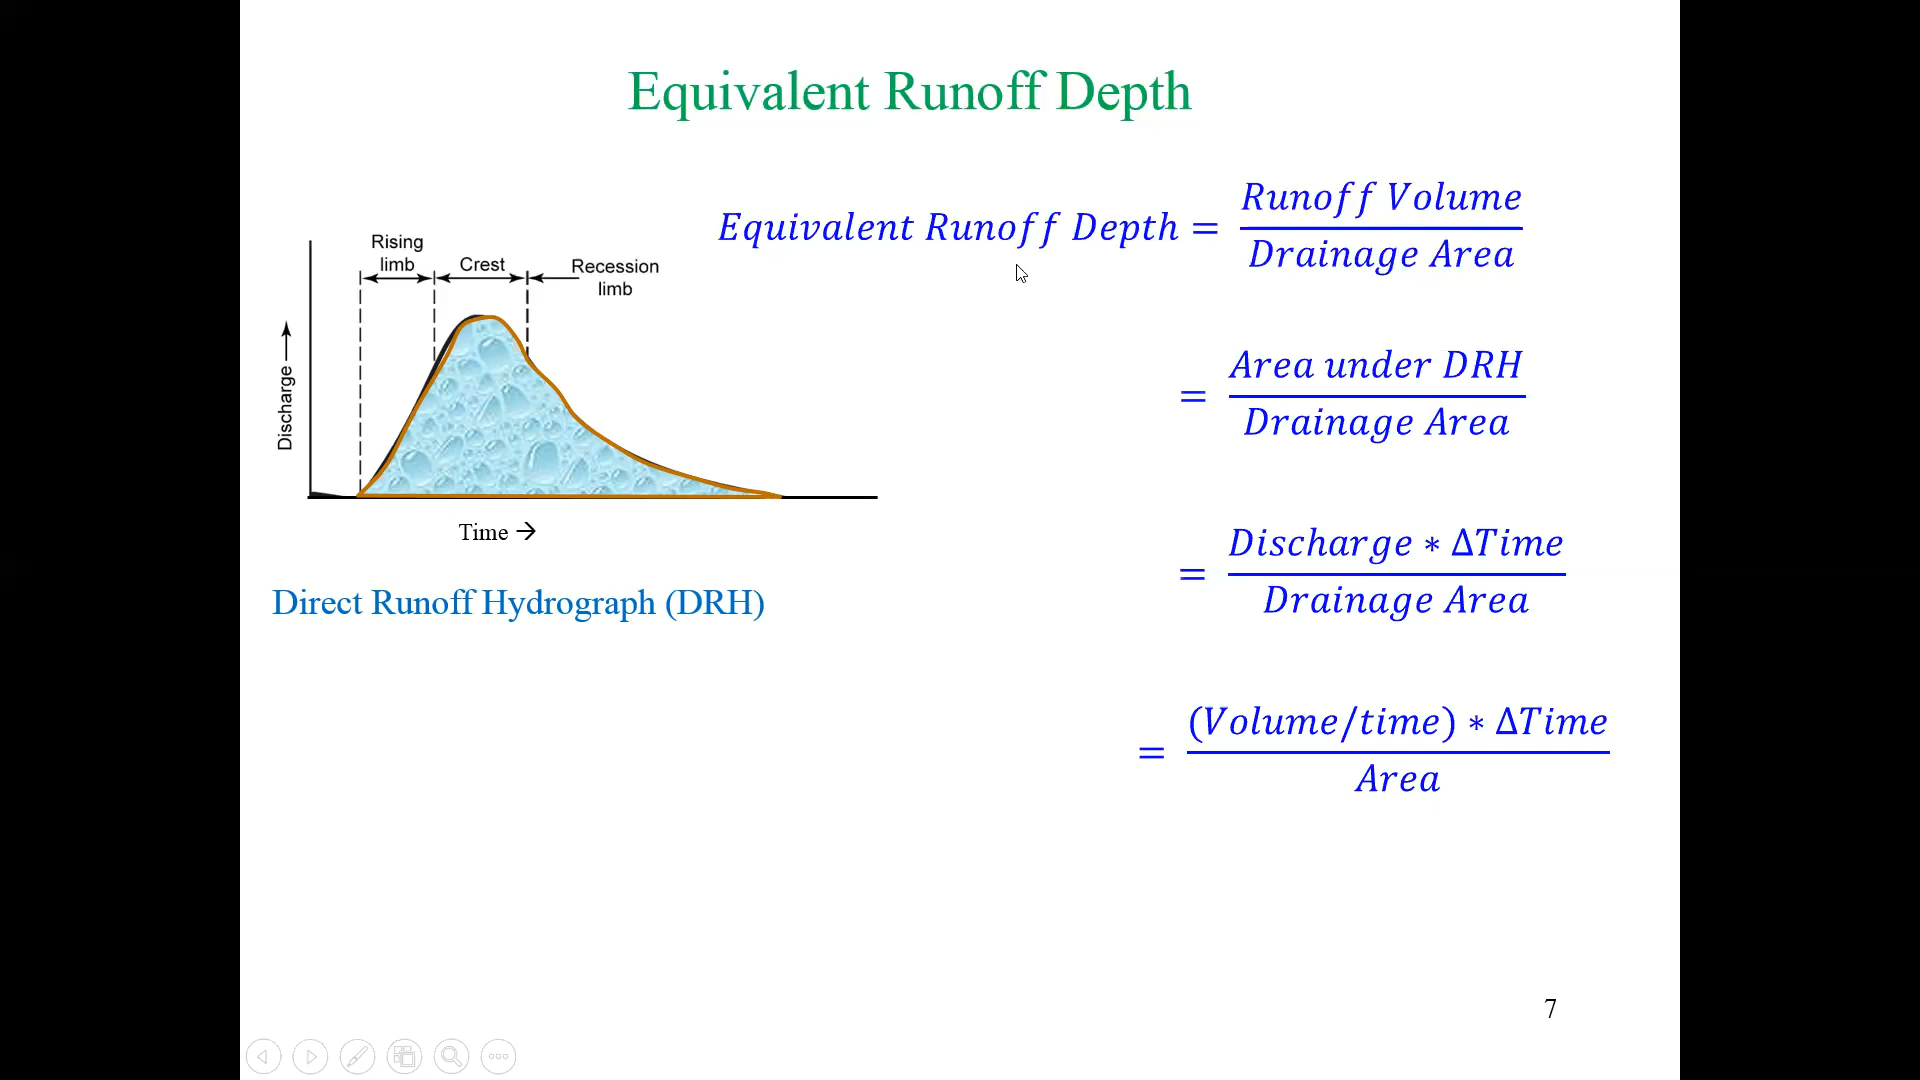 Equivalent Runoff Depth
Equivalent Runoff Depth = Runoff Volume / Drainage Area
= Area under DRH / Drainage Area
= Discharge ∗ ΔTime / Drainage Area
= (Volume/time) ∗ ΔTime / Area
Rising
limb
Crest
Recession
limb
Discharge →
Time →
Direct Runoff Hydrograph (DRH)
7